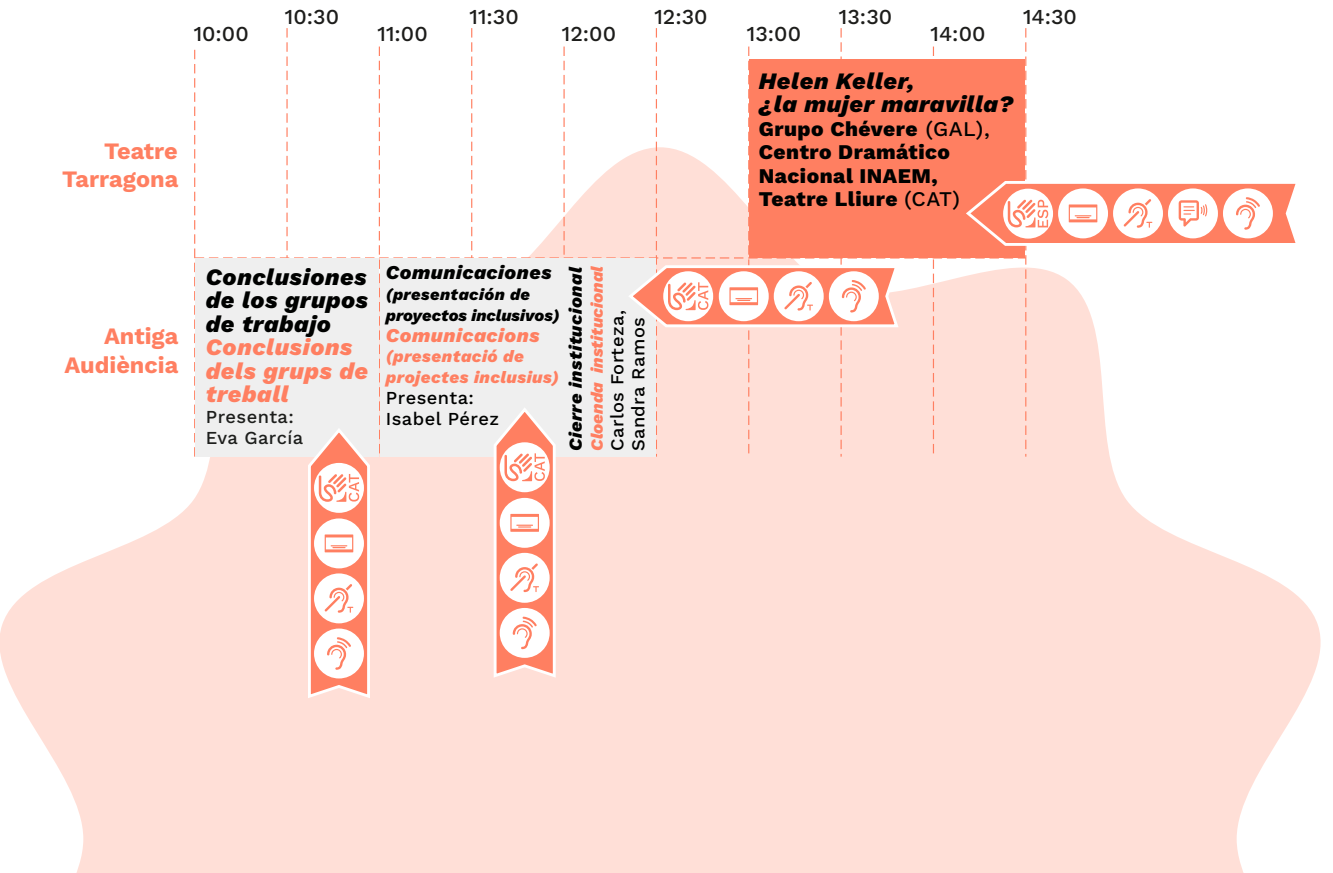 10:00
10:30
11:00
11:30
12:00
12:30
13:00
13:30
14:00
14:30
Teatre
Tarragona
Helen Keller,
¿la mujer maravilla?
Grupo Chévere (GAL),
Centro Dramático
Nacional INAEM,
Teatre Lliure (CAT)
ESP
T
Antiga
Audiència
Conclusiones
de los grupos
de trabajo
Conclusions
dels grups de
treball
Presenta:
Eva García
CAT
T
Comunicaciones
(presentación de
proyectos inclusivos)
Comunicacions
(presentació de
projectes inclusius)
Presenta:
Isabel Pérez
CAT
T
Cierre institucional
Cloenda institucional
Carlos Forteza,
Sandra Ramos
CAT
T